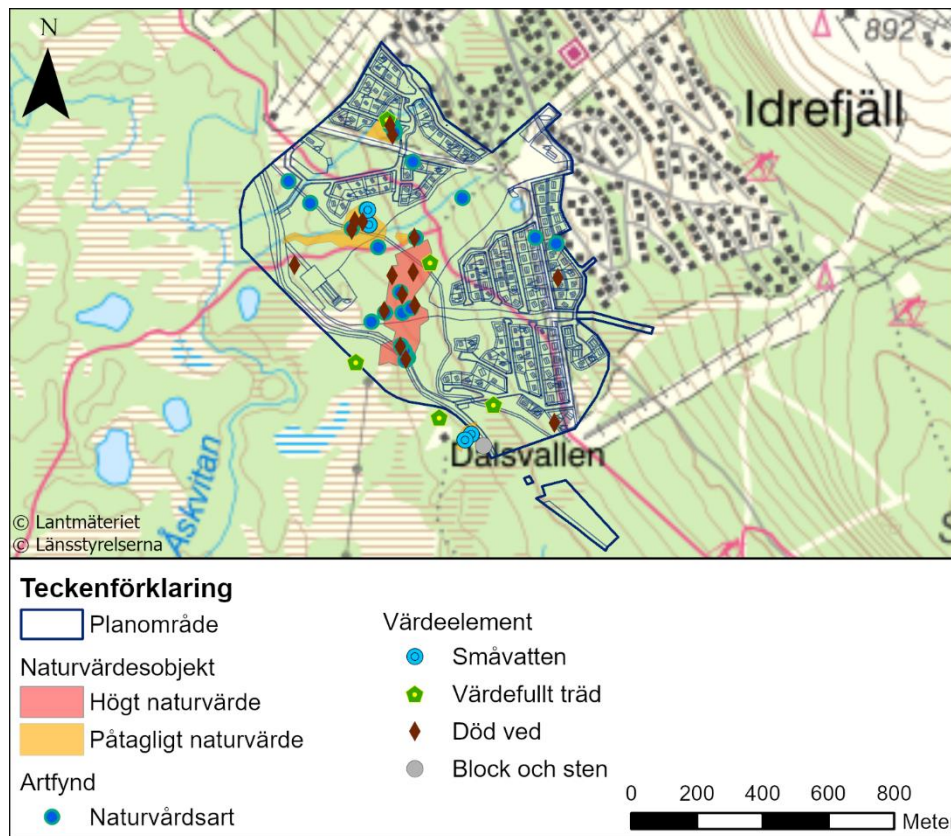 N
892
Idrefjäll
Dalsvallen
Åskvitan
S
© Lantmäteriet
© Länsstyrelserna
Teckenförklaring
Planområde
Naturvärdesobjekt
Högt naturvärde
Påtagligt naturvärde
Artfynd
Naturvårdsart
Värdeelement
Småvatten
Värdefullt träd
Död ved
Block och sten
0 200 400 600 800
Mete